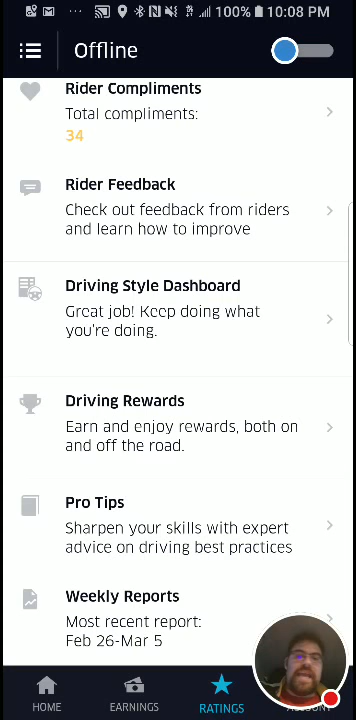 100% 10:08 PM
Offline
Rider Compliments
Total compliments:
34
Rider Feedback
Check out feedback from riders
and learn how to improve
Driving Style Dashboard
Great job! Keep doing what
you're doing.
Driving Rewards
Earn and enjoy rewards, both on
and off the road.
Pro Tips
Sharpen your skills with expert
advice on driving best practices
Weekly Reports
Most recent report:
Feb 26-Mar 5
HOME EARNINGS RATINGS ACCOUNT